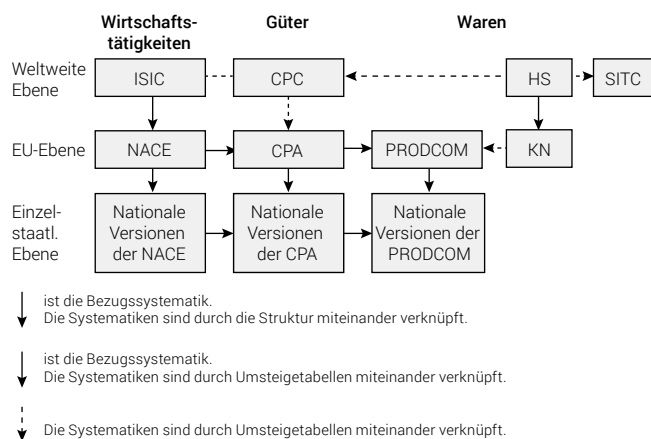 Wirtschafts-
tätigkeiten
Güter
Waren
Weltweite
Ebene
ISIC
CPC
HS
SITC
EU-Ebene
NACE
CPA
PRODCOM
KN
Einzel-
staatl.
Ebene
Nationale
Versionen
der NACE
Nationale
Versionen
der CPA
Nationale
Versionen der
PRODCOM
ist die Bezugssystematik.
Die Systematiken sind durch die Struktur miteinander verknüpft.
ist die Bezugssystematik.
Die Systematiken sind durch Umsteigetabellen miteinander verknüpft.
Die Systematiken sind durch Umsteigetabellen miteinander verknüpft.